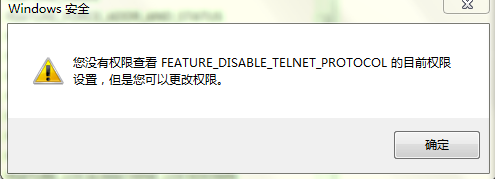 Windows 安全
您没有权限查看 FEATURE_DISABLE_TELNET_PROTOCOL 的目前权限
设置，但是您可以更改权限。
确定